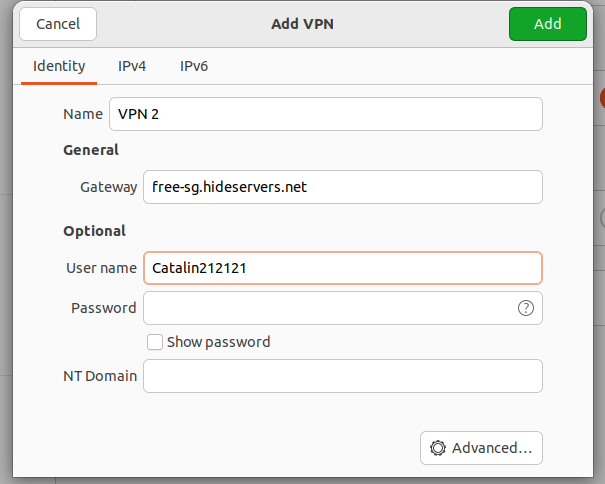 Cancel Add VPN Add
Identity IPv4 IPv6
Name VPN 2
General
Gateway free-sg.hideservers.net
Optional
User name Catalin212121
Password ?
Show password
NT Domain
Advanced...